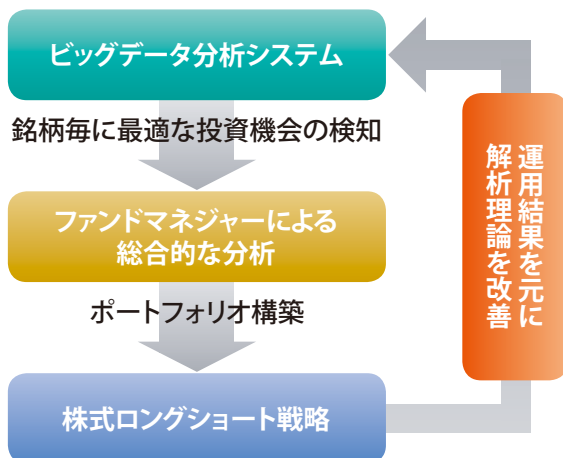 ビッグデータ分析システム
銘柄毎に最適な投資機会の検知
ファンドマネジャーによる
総合的な分析
ポートフォリオ構築
株式ロングショート戦略
運用結果を元に
解析理論を改善